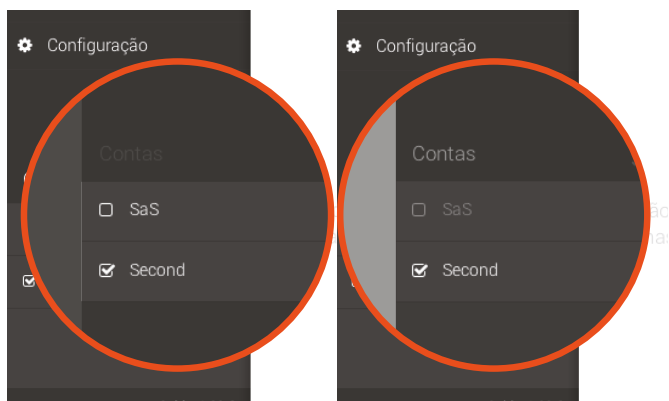 Configuração
Contas
SaS
Second
Configuração
Contas
SaS
Second